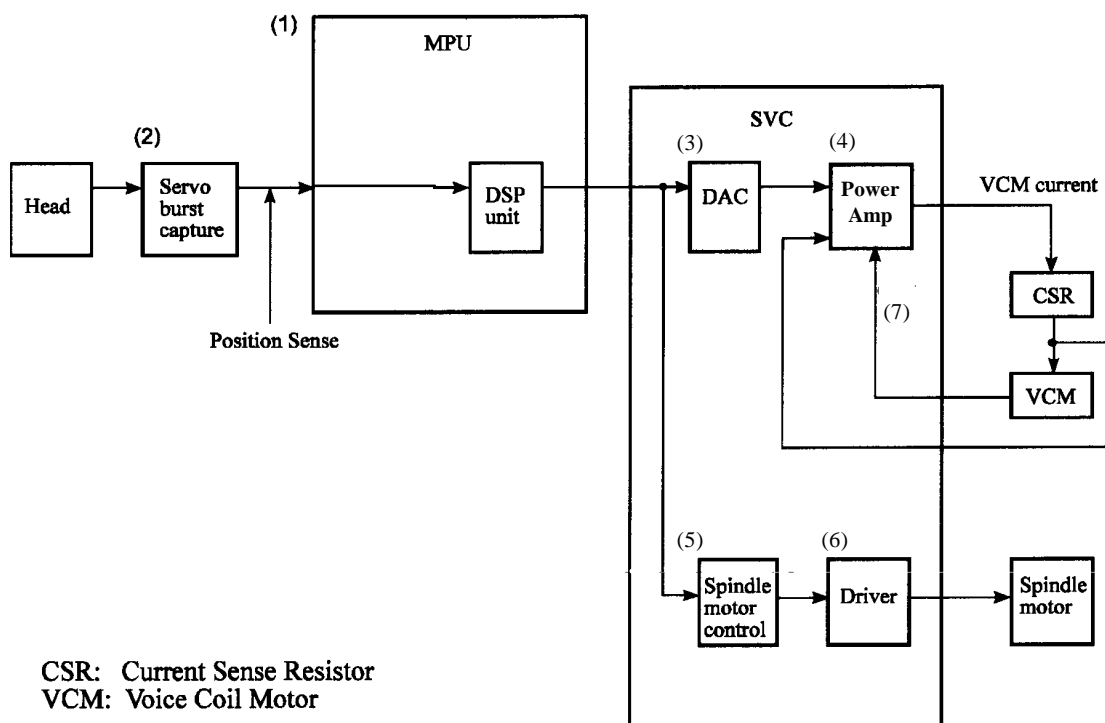 (1)
MPU
SVC
(2)
(3)
(4)
Head
Servo
burst
capture
DSP
unit
DAC
Power
Amp
VCM current
Position Sense
(7)
CSR
VCM
(5)
(6)
Spindle
motor
control
Driver
Spindle
motor
CSR: Current Sense Resistor
VCM: Voice Coil Motor